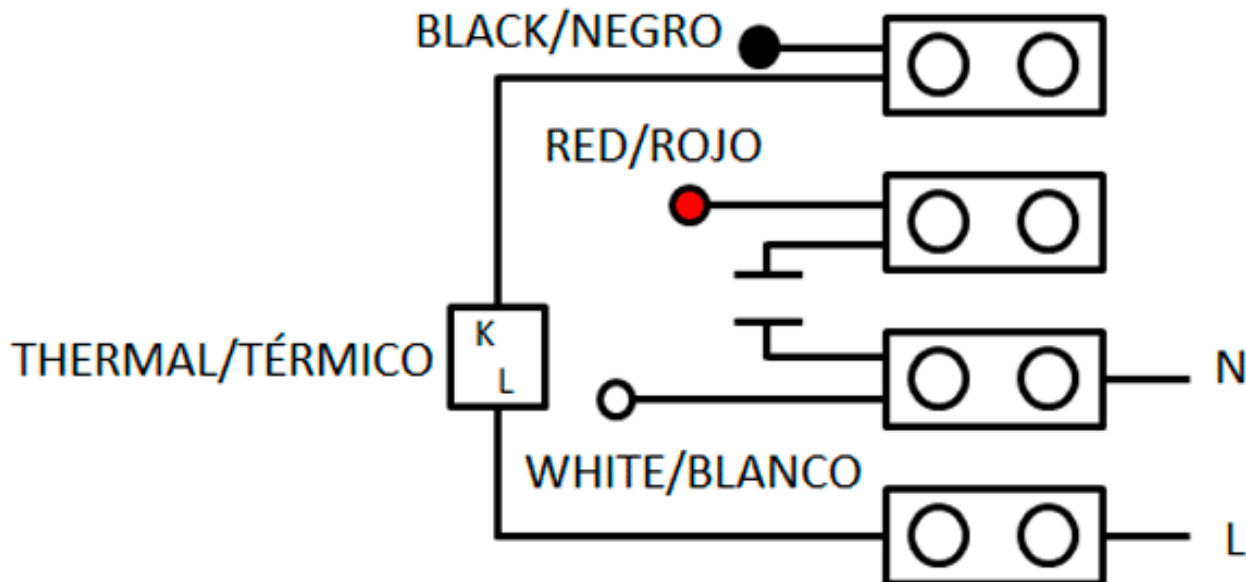 BLACK/NEGRO
RED/ROJO
K
THERMAL/TÉRMICO
L
N
WHITE/BLANCO
L